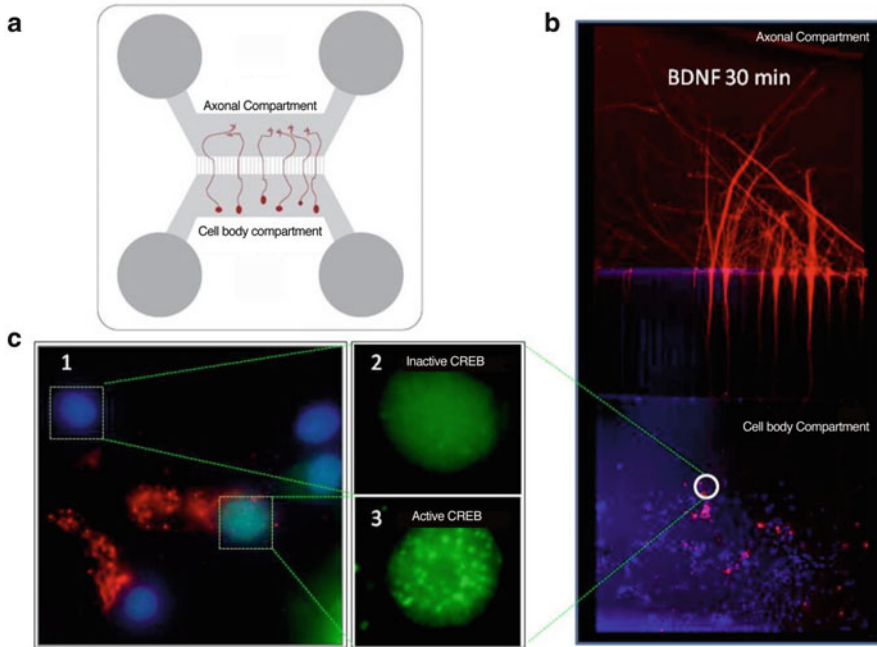 a
Axonal Compartment
Cell body compartment
b
Axonal Compartment
BDNF 30 min
Cell body Compartment
c
1
2
Inactive CREB
3
Active CREB